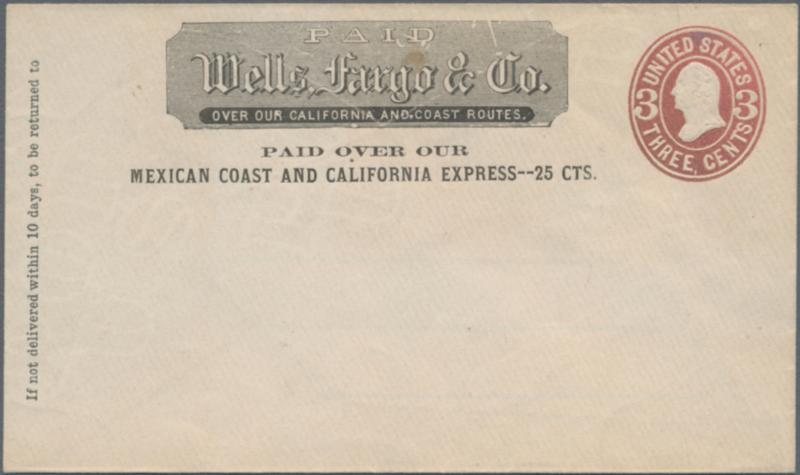 PAID
Wells, Fargo & Co.
OVER OUR CALIFORNIA AND COAST ROUTES.
PAID OVER OUR
MEXICAN COAST AND CALIFORNIA EXPRESS--25 CTS.
UNITED STATES
3 3
THREE CENTS
If not delivered within 10 days, to be returned to